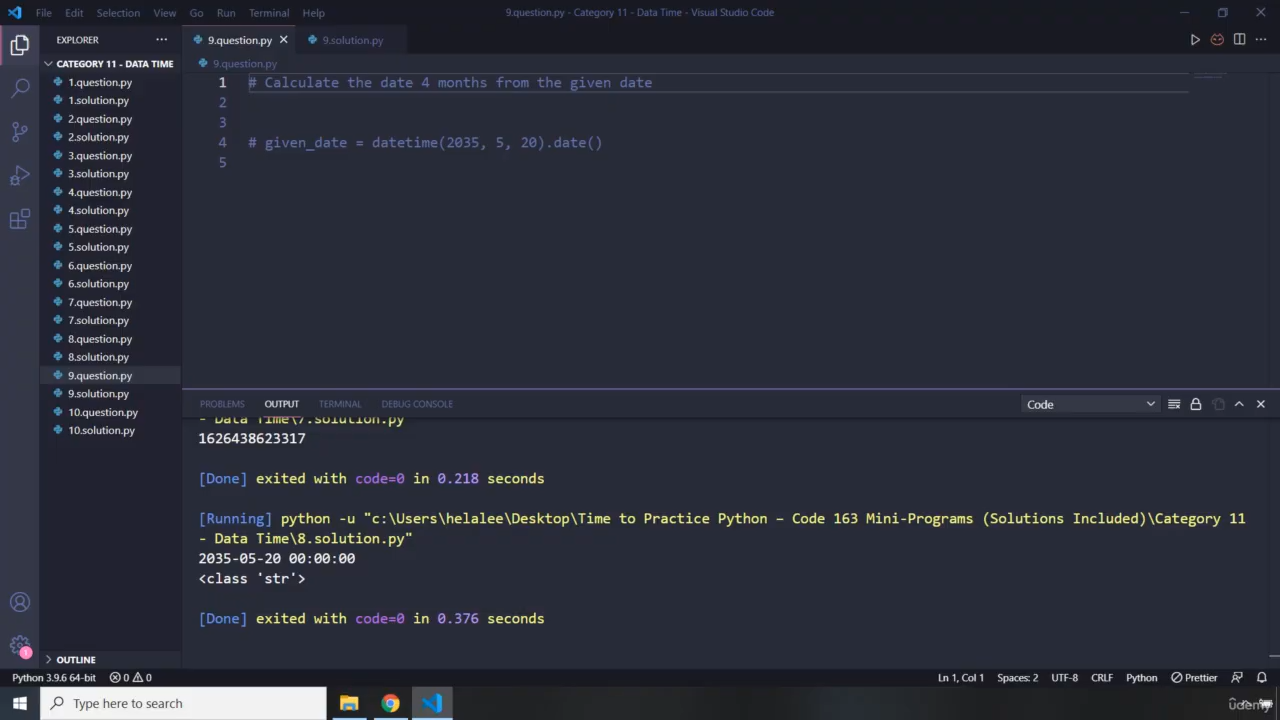 File Edit Selection View Go Run Terminal Help
9.question.py - Category 11 - Data Time - Visual Studio Code
EXPLORER
CATEGORY 11 - DATA TIME
1.question.py
1.solution.py
2.question.py
2.solution.py
3.question.py
3.solution.py
4.question.py
4.solution.py
5.question.py
5.solution.py
6.question.py
6.solution.py
7.question.py
7.solution.py
8.question.py
8.solution.py
9.question.py
9.solution.py
10.question.py
10.solution.py
OUTLINE
9.question.py 9.solution.py
9.question.py
1 # Calculate the date 4 months from the given date
2
3
4 # given_date = datetime(2035, 5, 20).date()
5
PROBLEMS OUTPUT TERMINAL DEBUG CONSOLE Code
- Data Time\7.solution.py
1626438623317
[Done] exited with code=0 in 0.218 seconds
[Running] python -u "c:\Users\helalee\Desktop\Time to Practice Python – Code 163 Mini-Programs (Solutions Included)\Category 11
- Data Time\8.solution.py"
2035-05-20 00:00:00
<class 'str'>
[Done] exited with code=0 in 0.376 seconds
1
Python 3.9.6 64-bit 0 0 Ln 1, Col 1 Spaces: 2 UTF-8 CRLF Python Prettier
Type here to search
ûdemy